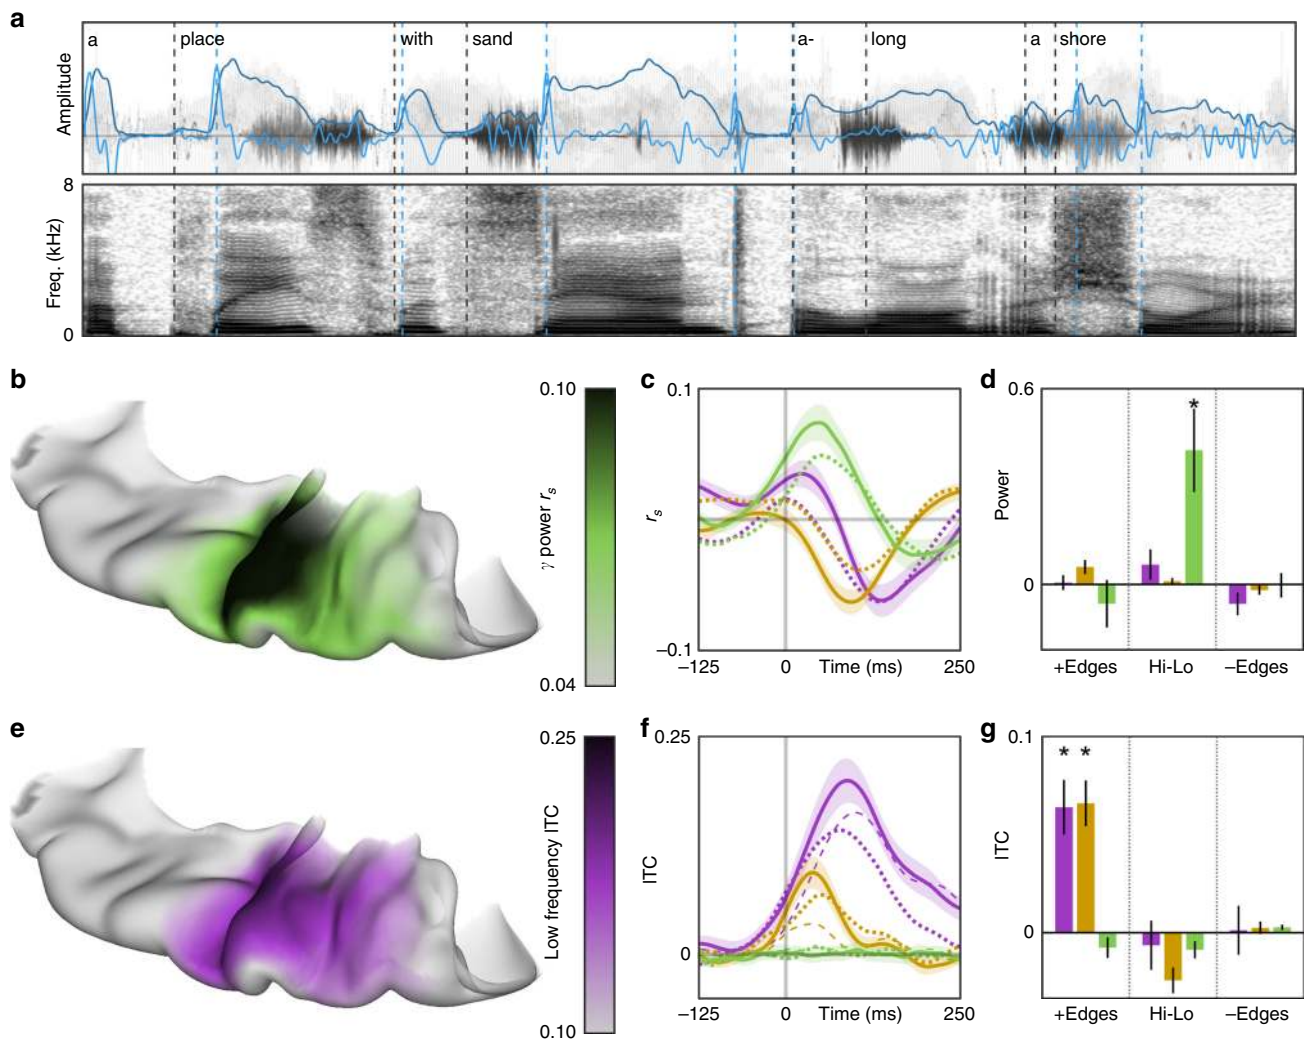 a
a place with sand a- long a shore
Amplitude
8
Freq. (kHz)
0
b
0.10
γ power rs
0.04
c
0.1
rs
−0.1
−125 0 Time (ms) 250
d
0.6
Power
0
*
+Edges Hi-Lo −Edges
e
0.25
Low frequency ITC
0.10
f
0.25
ITC
0
−125 0 Time (ms) 250
g
0.1
ITC
0
* *
+Edges Hi-Lo −Edges